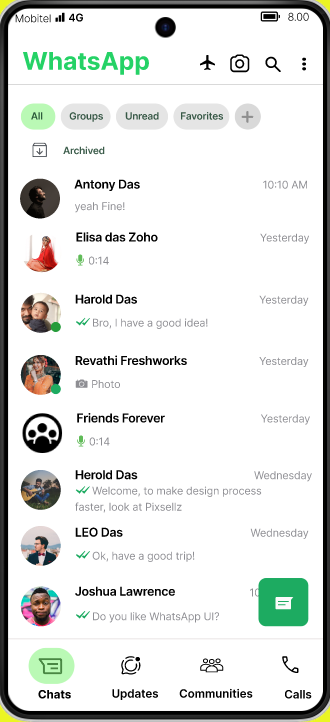 Mobitel 4G 8.00
WhatsApp
All Groups Unread Favorites +
Archived
Antony Das 10:10 AM
yeah Fine!
Elisa das Zoho Yesterday
0:14
Harold Das Yesterday
Bro, I have a good idea!
Revathi Freshworks Yesterday
Photo
Friends Forever Yesterday
0:14
Herold Das Wednesday
Welcome, to make design process
faster, look at Pixsellz
LEO Das Wednesday
Ok, have a good trip!
Joshua Lawrence
Do you like WhatsApp UI?
Chats Updates Communities Calls